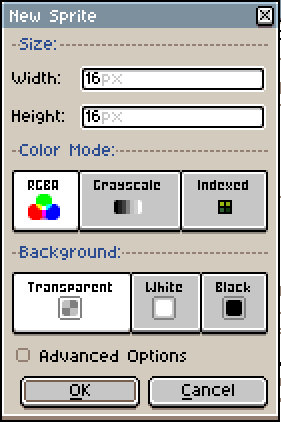 New Sprite
Size:
Width: 16px
Height: 16px
Color Mode:
RGBA Grayscale Indexed
Background:
Transparent White Black
Advanced Options
OK Cancel